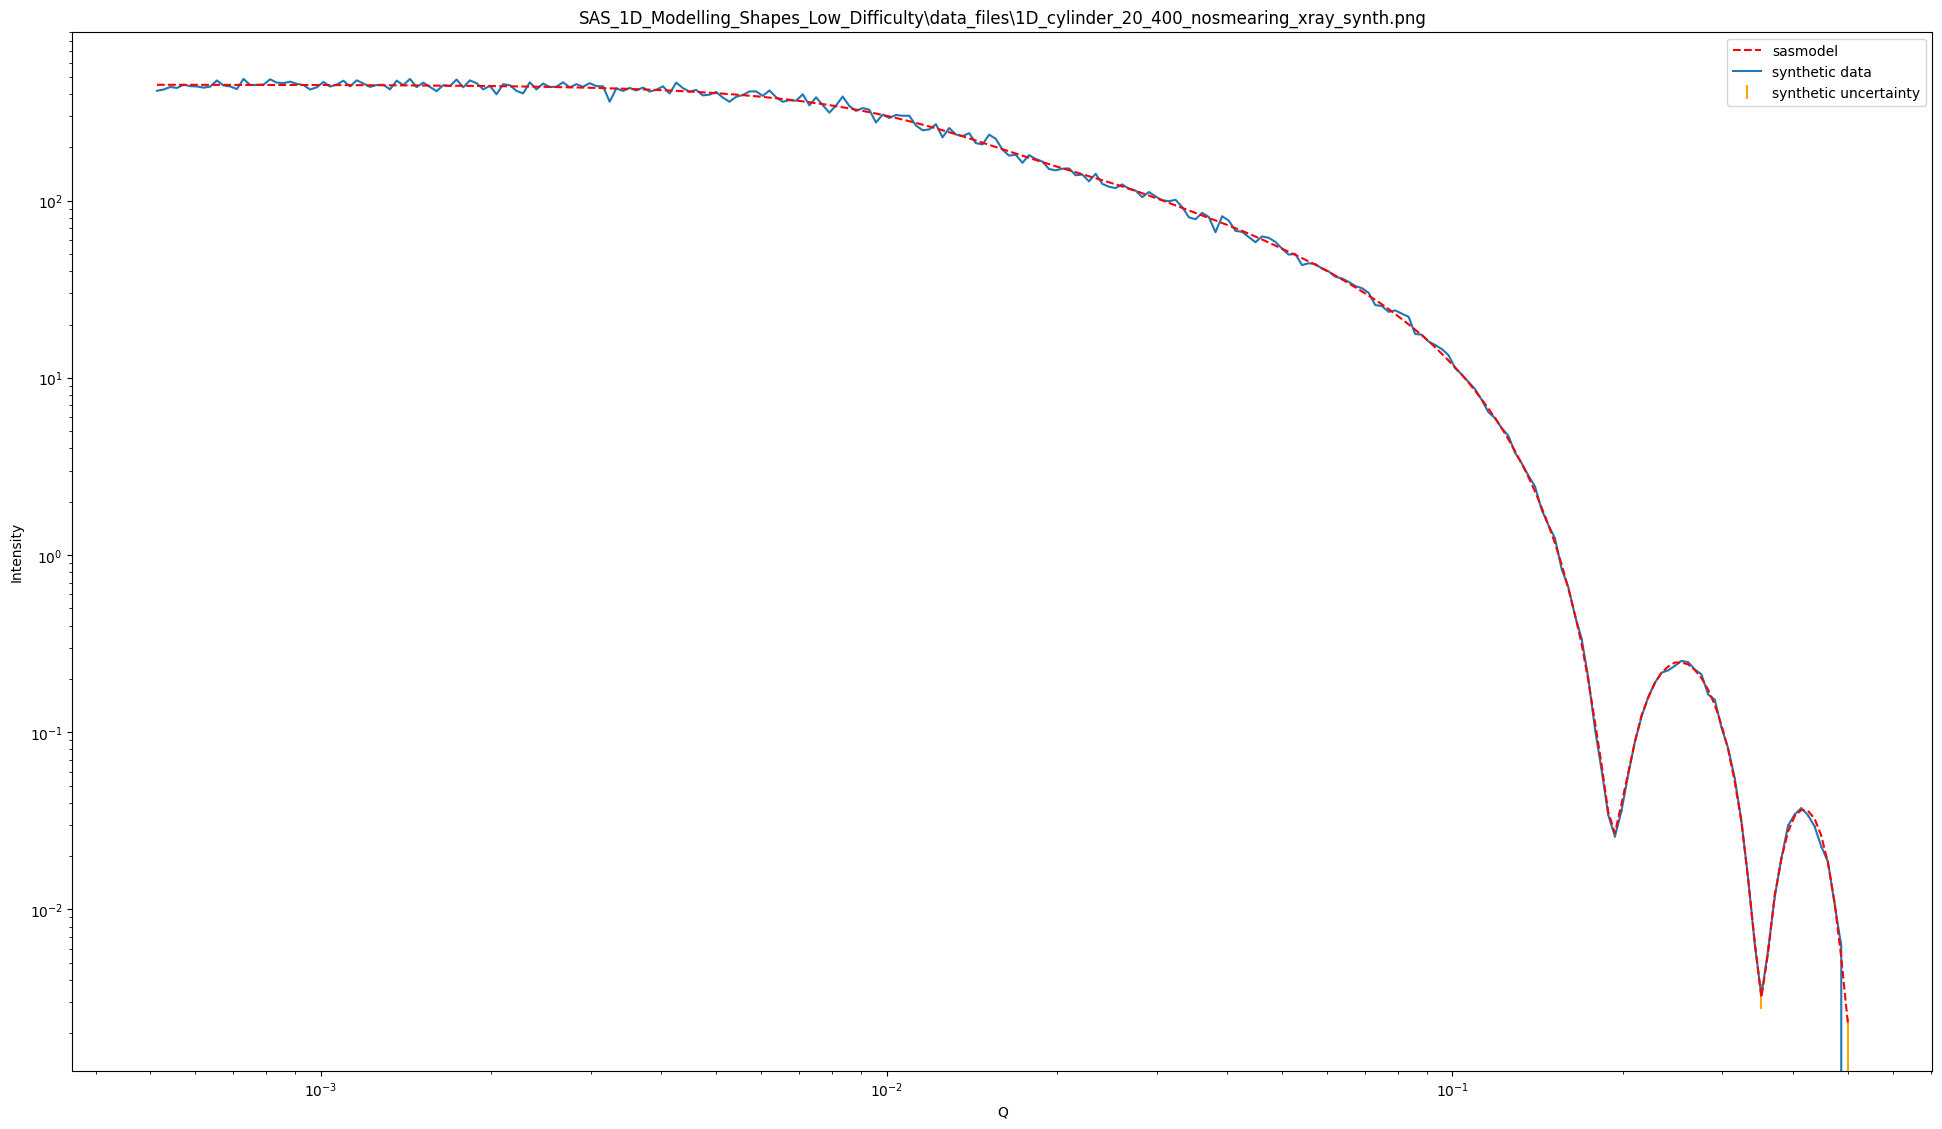 SAS_1D_Modelling_Shapes_Low_Difficulty\data_files\1D_cylinder_20_400_nosmearing_xray_synth.png
sasmodel
synthetic data
synthetic uncertainty
Intensity
10²
10¹
10⁰
10⁻¹
10⁻²
10⁻³
10⁻²
10⁻¹
Q